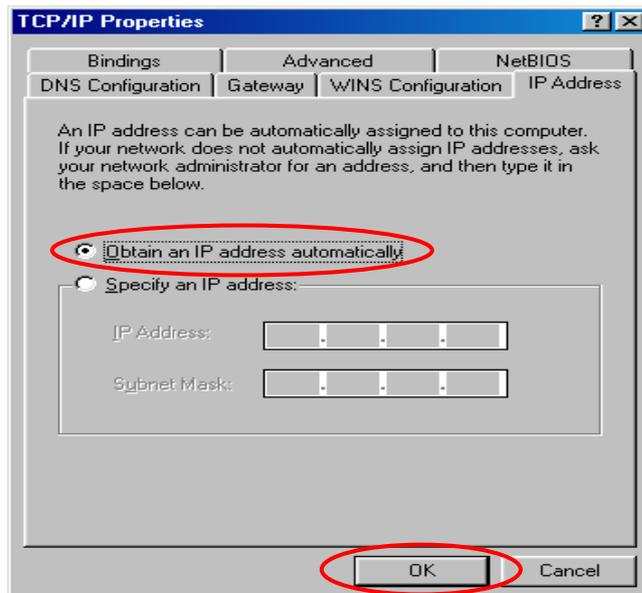 TCP/IP Properties
Bindings Advanced NetBIOS
DNS Configuration Gateway WINS Configuration IP Address
An IP address can be automatically assigned to this computer.
If your network does not automatically assign IP addresses, ask
your network administrator for an address, and then type it in
the space below.
Obtain an IP address automatically
Specify an IP address:
IP Address:
Subnet Mask:
OK Cancel